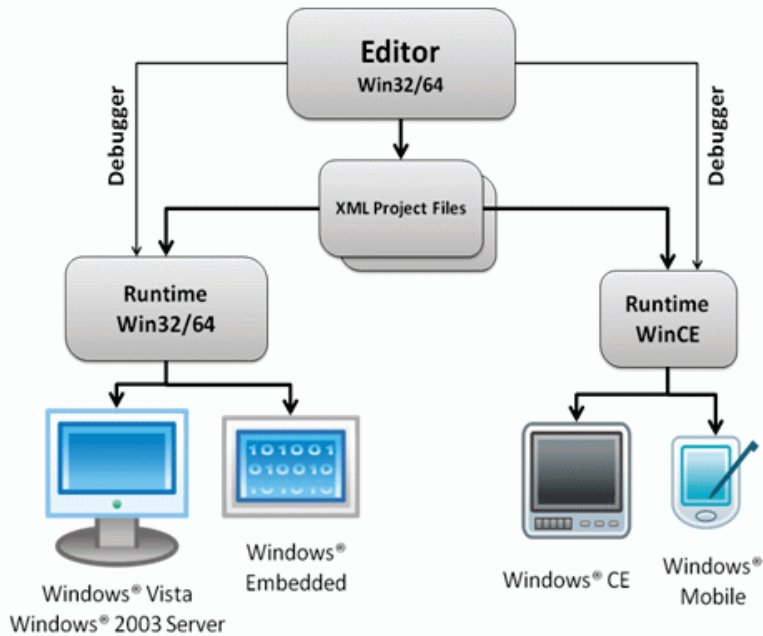 Editor
Win32/64
Debugger
Debugger
XML Project Files
Runtime
Win32/64
Runtime
WinCE
101001
010010
101010
Windows® Vista
Windows® 2003 Server
Windows®
Embedded
Windows® CE
Windows®
Mobile